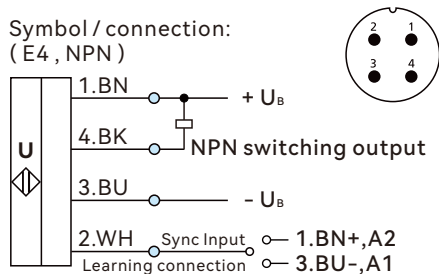 Symbol / connection:
( E4 , NPN )
2 1
3 4
1.BN
+ UB
4.BK
NPN switching output
U
3.BU
- UB
2.WH
Sync Input
1.BN+,A2
Learning connection
3.BU-,A1